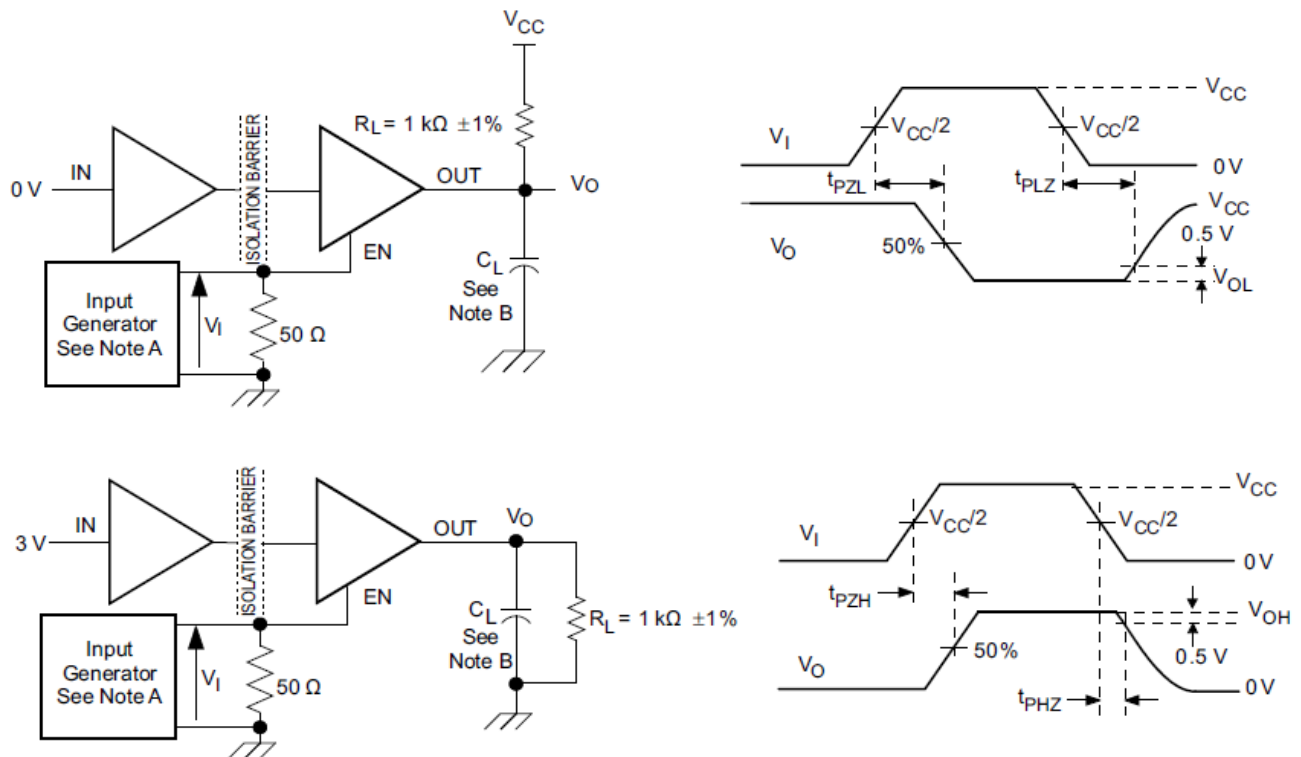 VCC
RL = 1 kΩ ±1%
ISOLATION BARRIER
IN
0 V
OUT
VO
EN
CL
See
Note B
Input
Generator
See Note A
VI
50 Ω
VCC
VI
VCC/2
VCC/2
0 V
tPZL
tPLZ
VCC
0.5 V
VO
50%
VOL
ISOLATION BARRIER
IN
3 V
OUT
VO
EN
CL
See
Note B
RL = 1 kΩ ±1%
Input
Generator
See Note A
VI
50 Ω
VCC
VI
VCC/2
VCC/2
0 V
tPZH
VOH
0.5 V
VO
50%
0 V
tPHZ